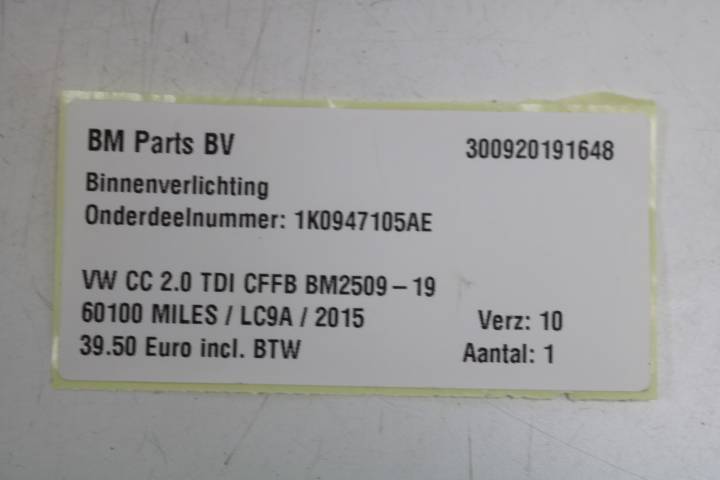 BM Parts BV 300920191648
Binnenverlichting
Onderdeelnummer: 1K0947105AE
VW CC 2.0 TDI CFFB BM2509-19
60100 MILES / LC9A / 2015 Verz: 10
39.50 Euro incl. BTW Aantal: 1